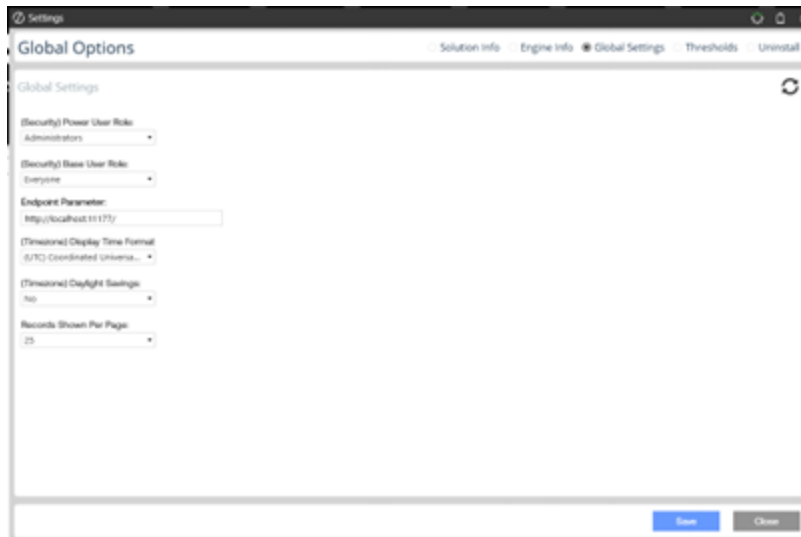 Settings
Global Options
Solution Info
Engine Info
Global Settings
Thresholds
Uninstall
Global Settings
(Security) Power User Role:
Administrators
(Security) Base User Role:
Everyone
Endpoint Parameter:
http://localhost:11177/
(Timezone) Display Time Format
(UTC) Coordinated Universa...
(Timezone) Daylight Savings:
No
Records Shown Per Page:
25
Save
Close